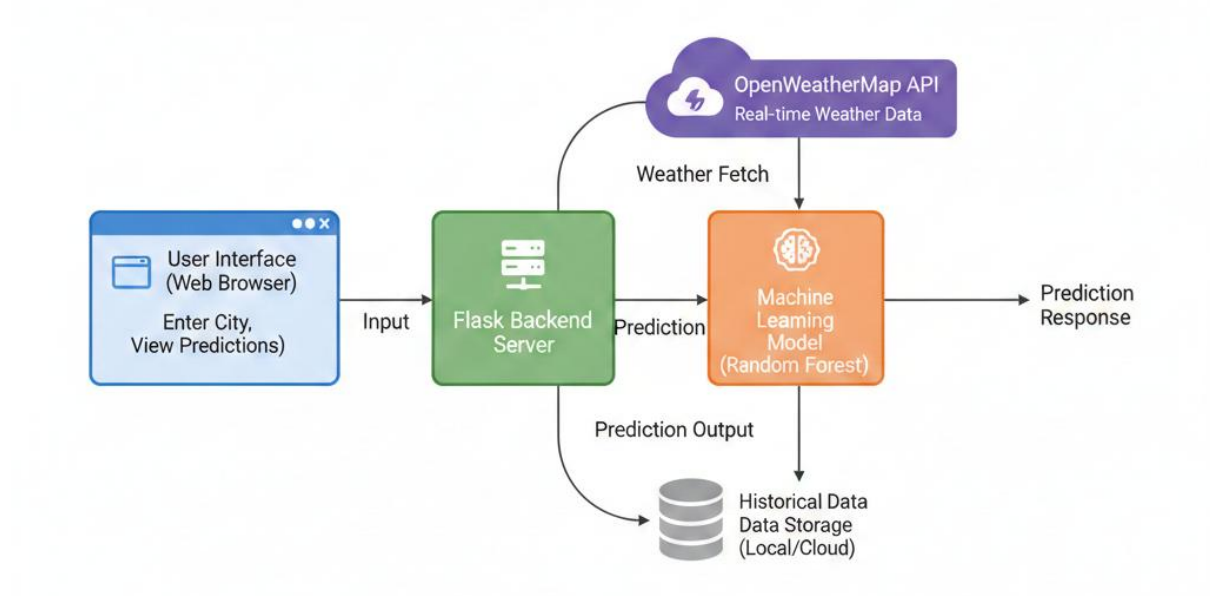 OpenWeatherMap API
Real-time Weather Data
Weather Fetch
User Interface
(Web Browser)
Enter City,
View Predictions)
Input
Flask Backend
Server
Prediction
Machine
Leaming
Model
(Random Forest)
Prediction
Response
Prediction Output
Historical Data
Data Storage
(Local/Cloud)